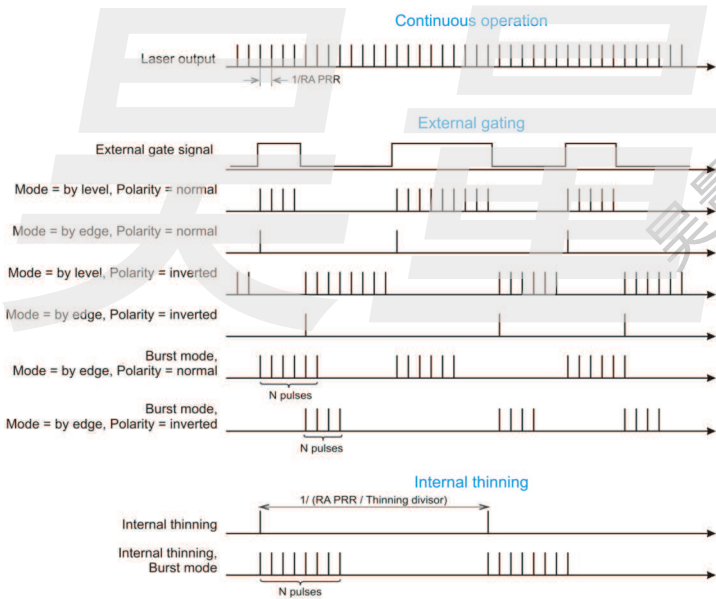 Continuous operation
Laser output
1/RA PRR
External gating
External gate signal
Mode = by level, Polarity = normal
Mode = by edge, Polarity = normal
Mode = by level, Polarity = inverted
Mode = by edge, Polarity = inverted
Burst mode,
Mode = by edge, Polarity = normal
N pulses
Burst mode,
Mode = by edge, Polarity = inverted
N pulses
Internal thinning
1/ (RA PRR / Thinning divisor)
Internal thinning
Internal thinning,
Burst mode
N pulses